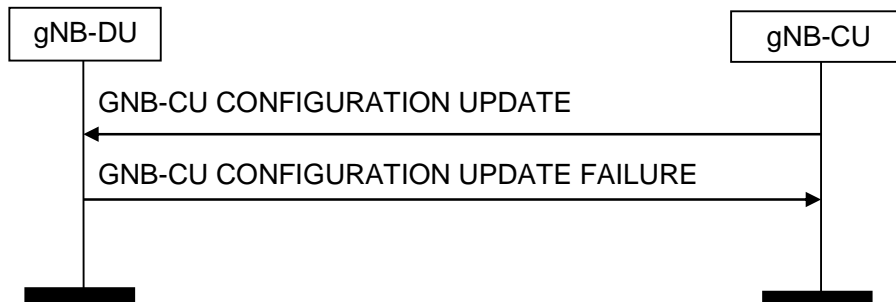 gNB-DU
gNB-CU
GNB-CU CONFIGURATION UPDATE
GNB-CU CONFIGURATION UPDATE FAILURE